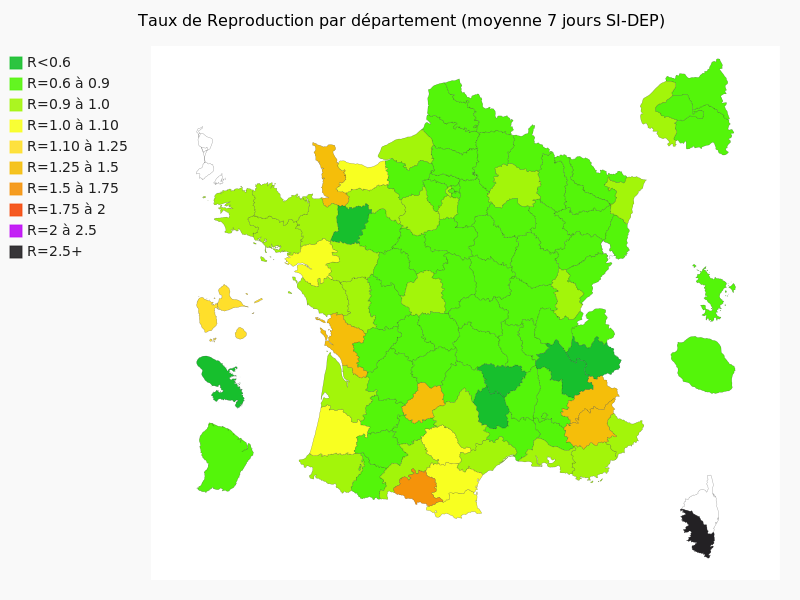 Taux de Reproduction par département (moyenne 7 jours SI-DEP)
R<0.6
R=0.6 à 0.9
R=0.9 à 1.0
R=1.0 à 1.10
R=1.10 à 1.25
R=1.25 à 1.5
R=1.5 à 1.75
R=1.75 à 2
R=2 à 2.5
R=2.5+